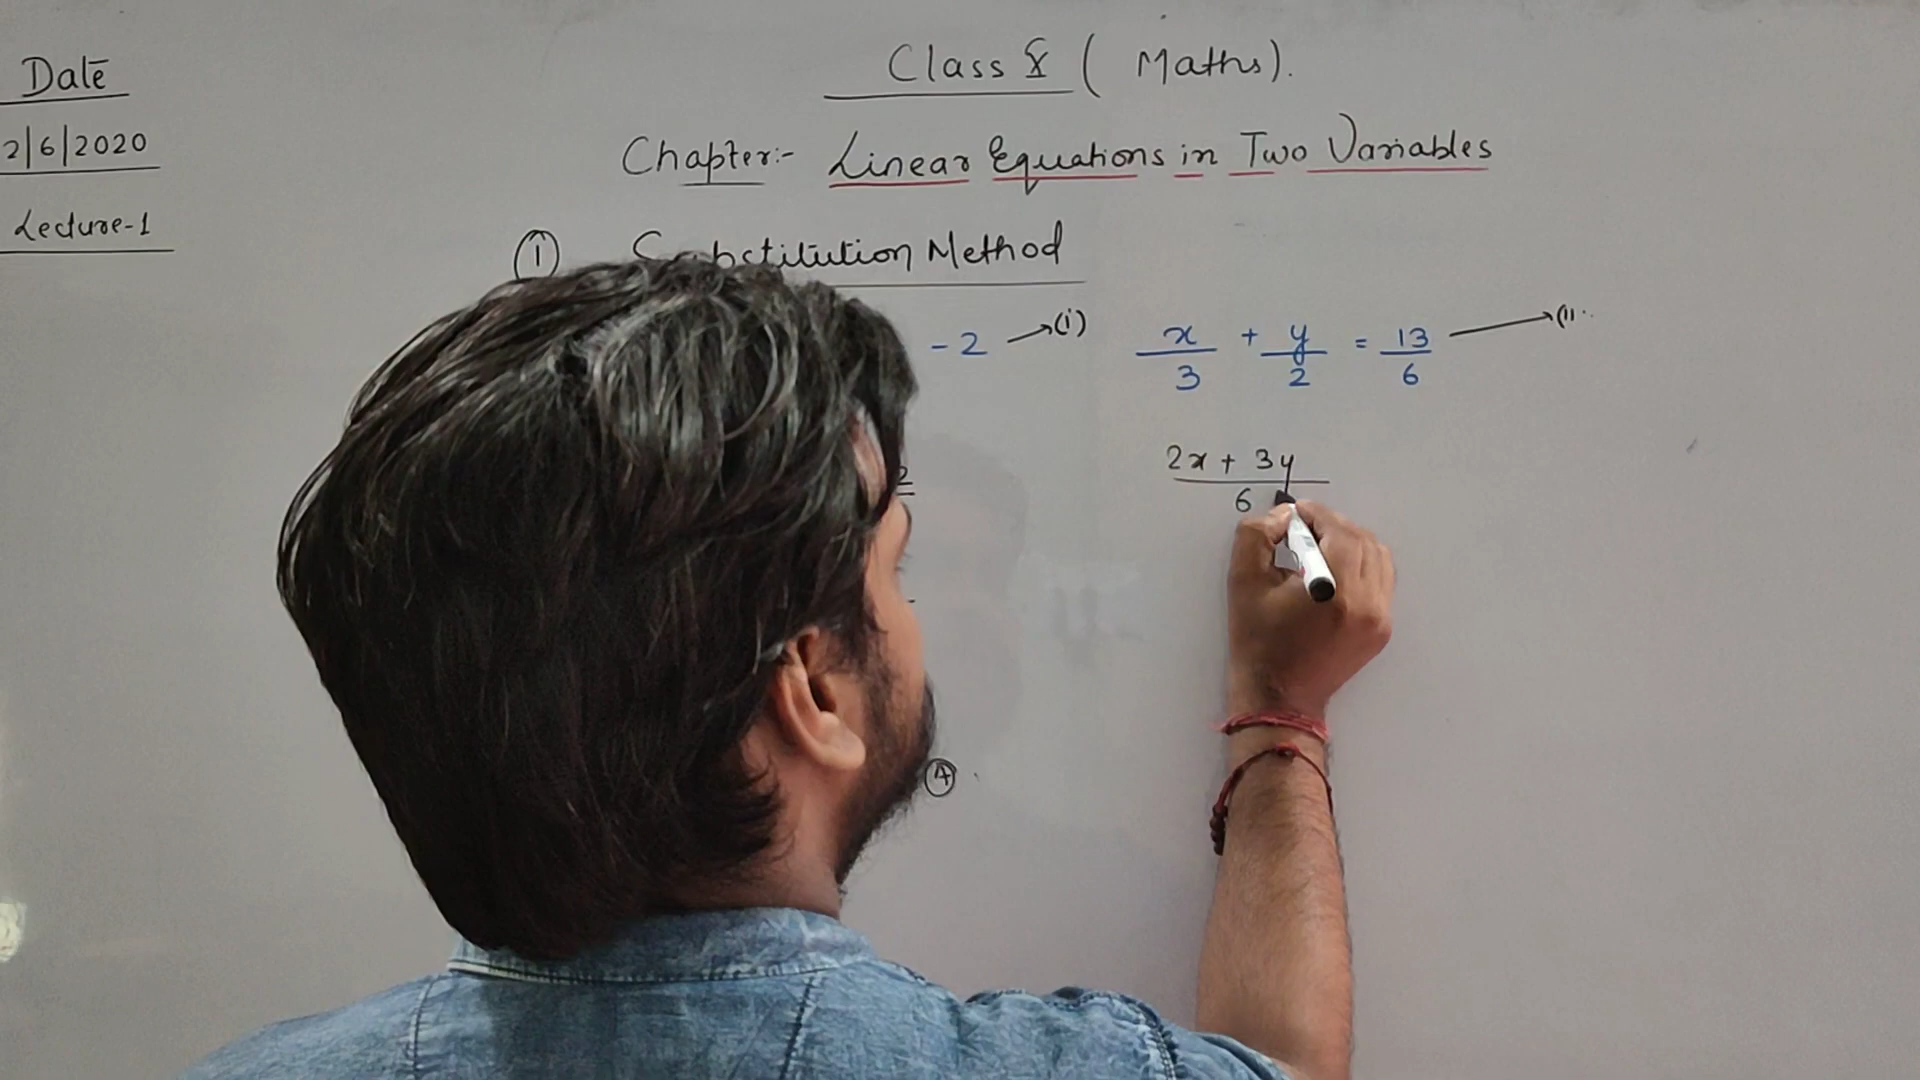 Date
2/6/2020
Lecture-1
Class X ( Maths).
Chapter:- Linear Equations in Two Variables
① Substitution Method
- 2 →(i)
x/3 + y/2 = 13/6 →(ii
2x + 3y
6
2
④